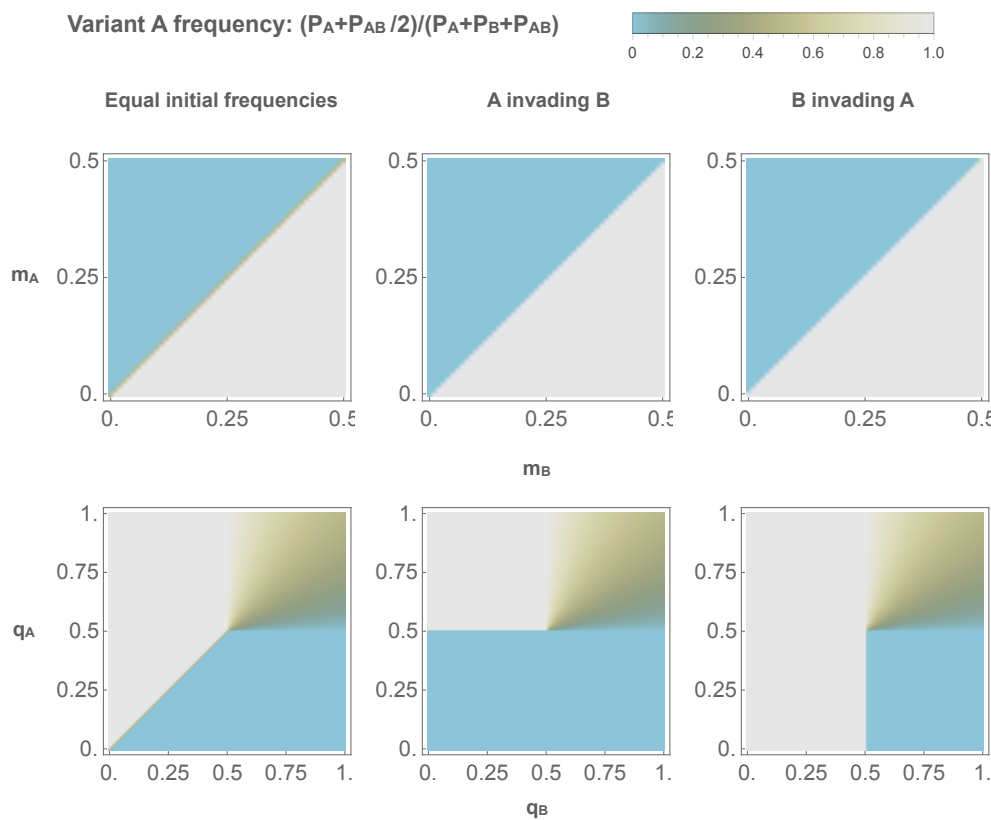 Variant A frequency: (PA+PAB/2)/(PA+PB+PAB)
0 0.2 0.4 0.6 0.8 1.0
Equal initial frequencies A invading B B invading A
0.5 0.5 0.5
mA 0.25 0.25 0.25
0. 0. 0.
0. 0.25 0.5 0. 0.25 0.5 0. 0.25 0.5
mB
1. 1. 1.
0.75 0.75 0.75
qA 0.5 0.5 0.5
0.25 0.25 0.25
0. 0. 0.
0. 0.25 0.5 0.75 1. 0. 0.25 0.5 0.75 1. 0. 0.25 0.5 0.75 1.
qB